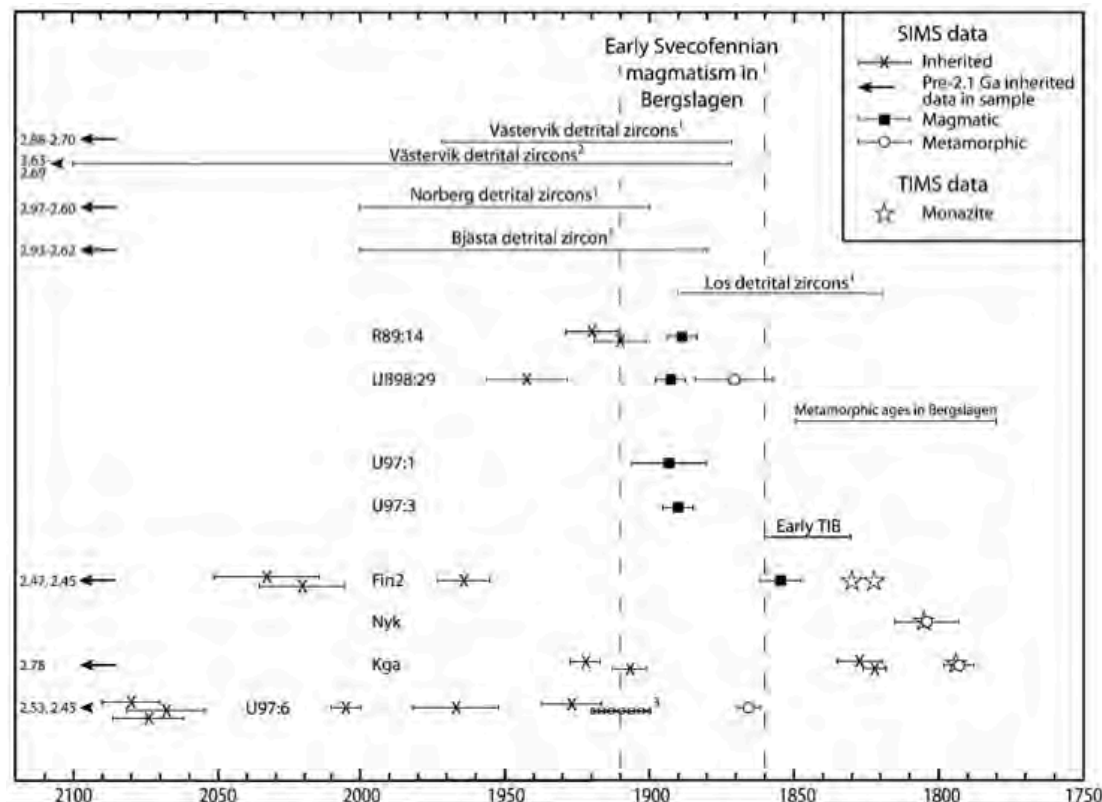 Early Svecofennian
magmatism in
Bergslagen
SIMS data
Inherited
Pre-2.1 Ga inherited
data in sample
Magmatic
Metamorphic
TIMS data
Monazite
2.88-2.70
Västervik detrital zircons¹
3.63
2.69
Västervik detrital zircons²
2.97-2.60
Norberg detrital zircons¹
2.93-2.62
Bjästa detrital zircon
Los detrital zircons¹
R89:14
UB98:29
Metamorphic ages in Bergslagen
U97:1
U97:3
Early TIB
2.47, 2.45
Fin2
Nyk
2.78
Kga
2.53, 2.45
U97:6
3
2100 2050 2000 1950 1900 1850 1800 1750